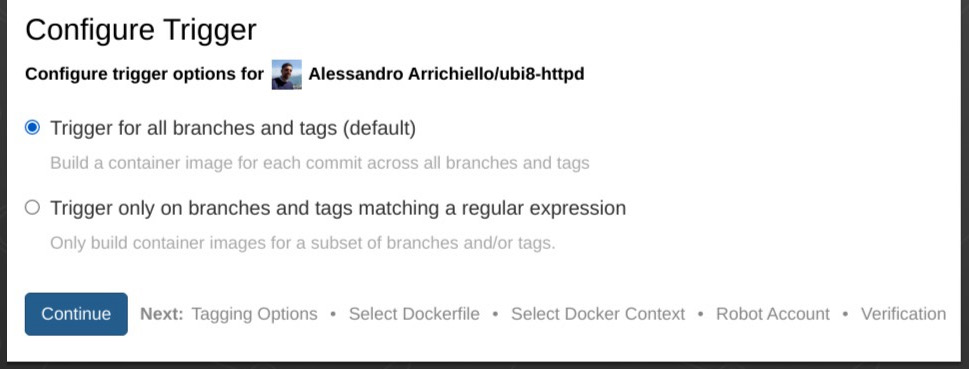 Configure Trigger
Configure trigger options for Alessandro Arrichiello/ubi8-httpd
Trigger for all branches and tags (default)
Build a container image for each commit across all branches and tags
Trigger only on branches and tags matching a regular expression
Only build container images for a subset of branches and/or tags.
Continue Next: Tagging Options • Select Dockerfile • Select Docker Context • Robot Account • Verification